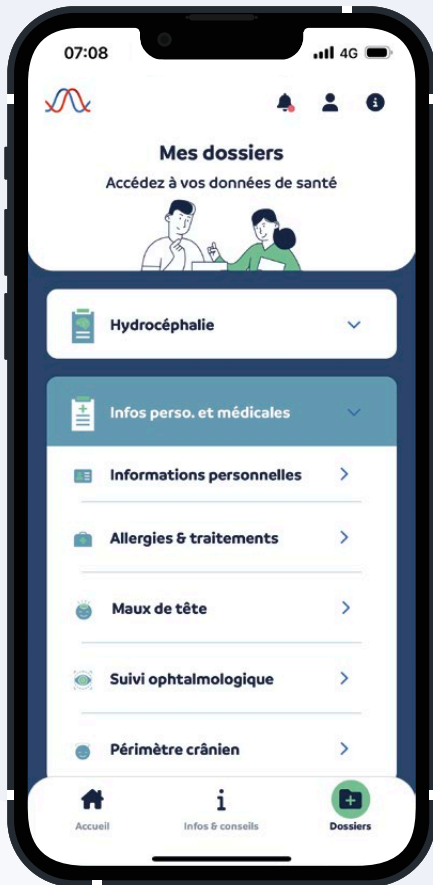 07:08
4G
Mes dossiers
Accédez à vos données de santé
Hydrocéphalie
Infos perso. et médicales
Informations personnelles
Allergies & traitements
Maux de tête
Suivi ophtalmologique
Périmètre crânien
Accueil
Infos & conseils
Dossiers